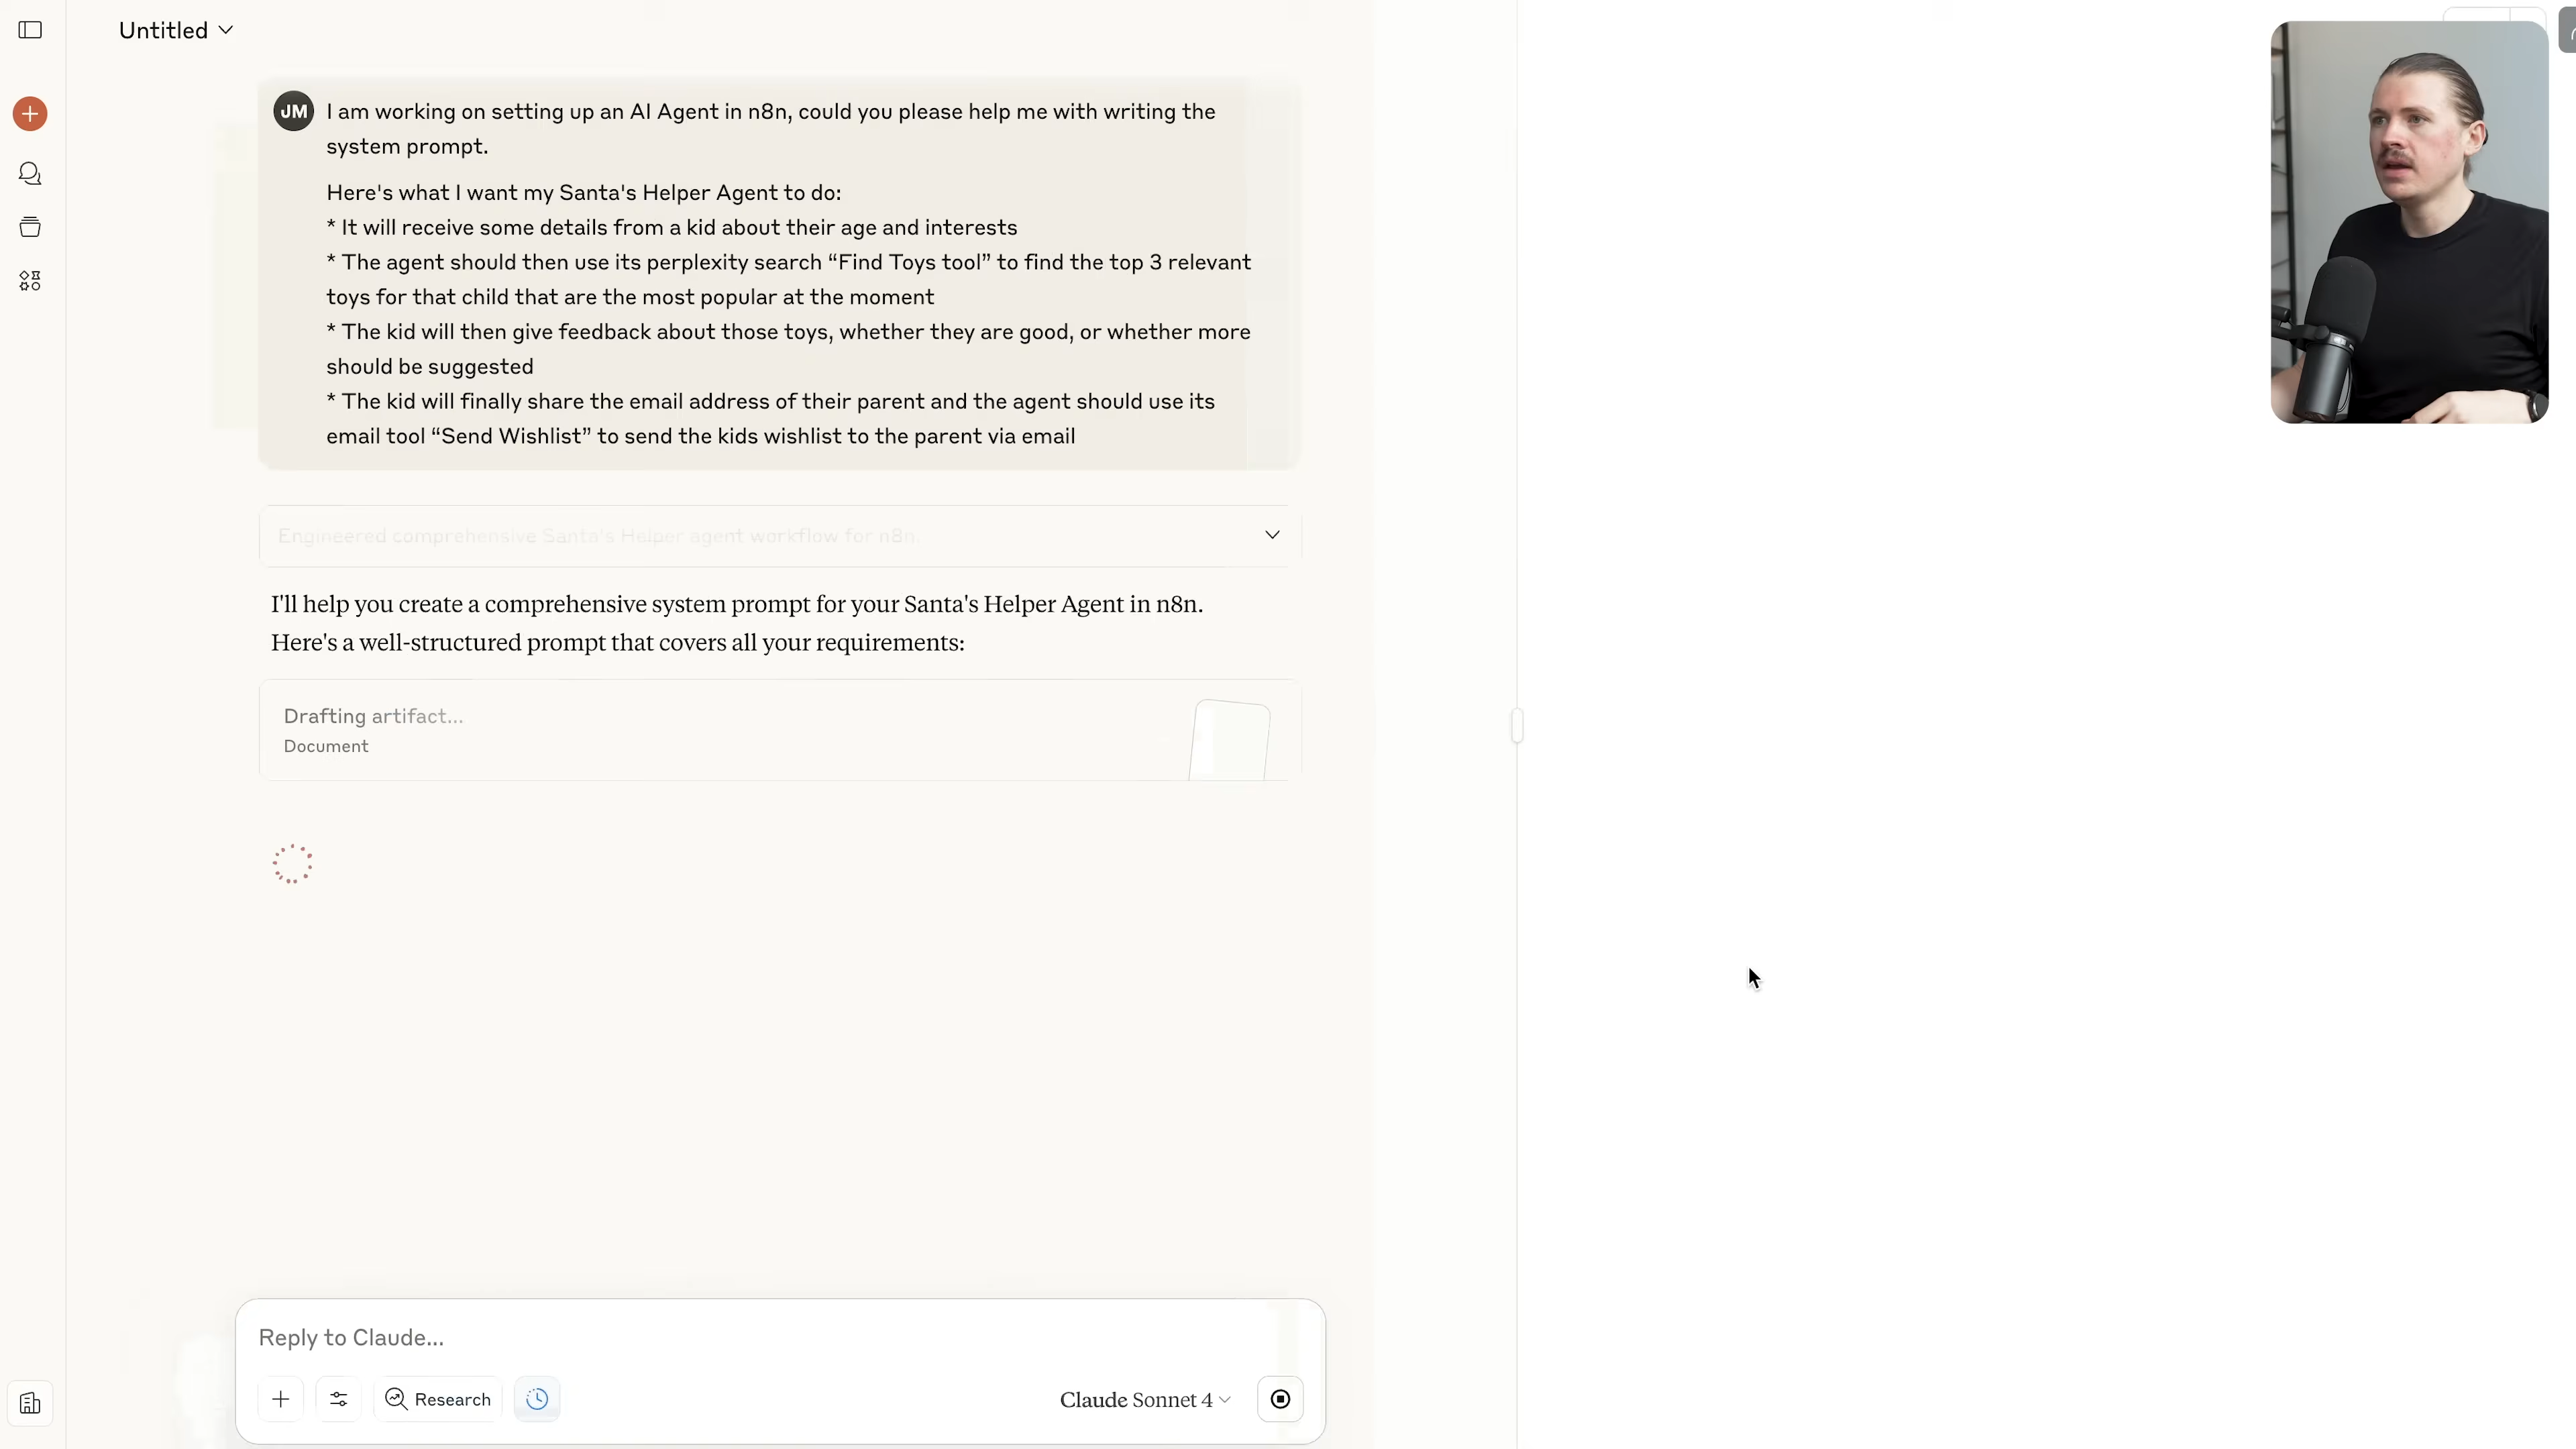 Untitled
JM
I am working on setting up an AI Agent in n8n, could you please help me with writing the
system prompt.
Here's what I want my Santa's Helper Agent to do:
* It will receive some details from a kid about their age and interests
* The agent should then use its perplexity search “Find Toys tool” to find the top 3 relevant
toys for that child that are the most popular at the moment
* The kid will then give feedback about those toys, whether they are good, or whether more
should be suggested
* The kid will finally share the email address of their parent and the agent should use its
email tool “Send Wishlist” to send the kids wishlist to the parent via email
Engineered comprehensive Santa's Helper agent workflow for n8n.
I'll help you create a comprehensive system prompt for your Santa's Helper Agent in n8n.
Here's a well-structured prompt that covers all your requirements:
Drafting artifact...
Document
Reply to Claude...
Research
Claude Sonnet 4